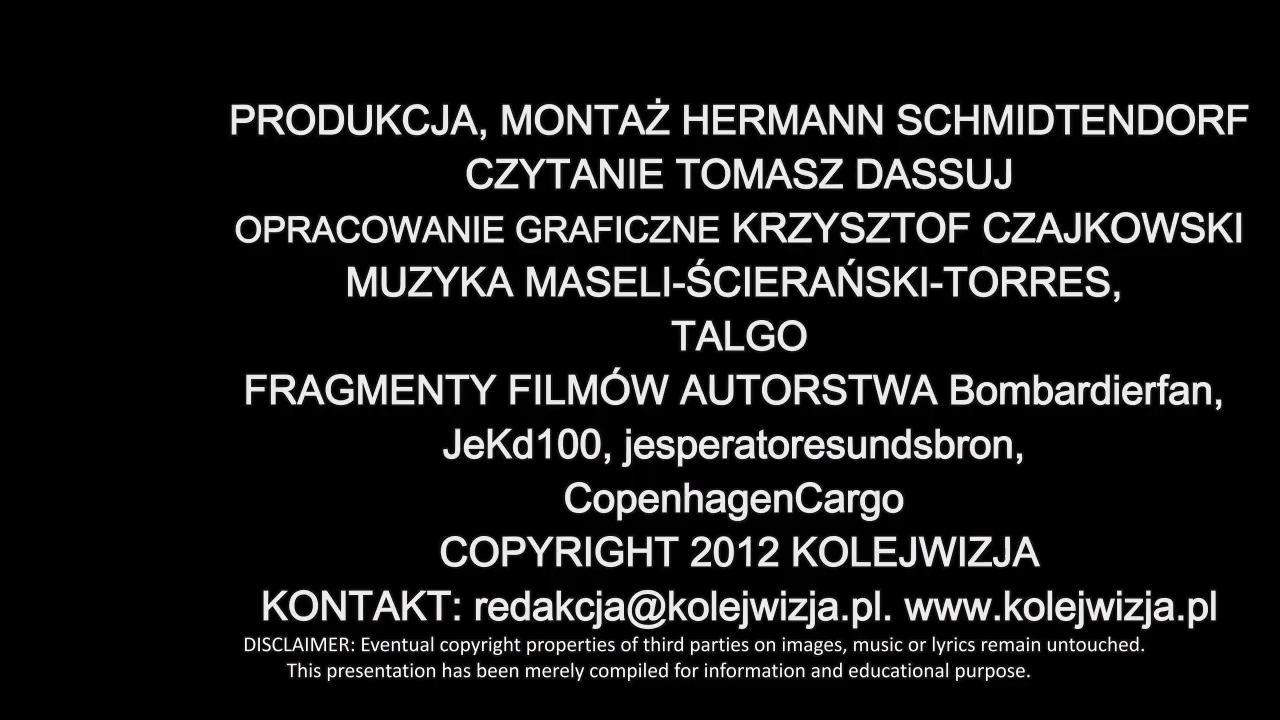 PRODUKCJA, MONTAŻ HERMANN SCHMIDTENDORF
CZYTANIE TOMASZ DASSUJ
OPRACOWANIE GRAFICZNE KRZYSZTOF CZAJKOWSKI
MUZYKA MASELI-ŚCIERAŃSKI-TORRES,
TALGO
FRAGMENTY FILMÓW AUTORSTWA Bombardierfan,
JeKd100, jesperatoresundsbron,
CopenhagenCargo
COPYRIGHT 2012 KOLEJWIZJA
KONTAKT: redakcja@kolejwizja.pl. www.kolejwizja.pl
DISCLAIMER: Eventual copyright properties of third parties on images, music or lyrics remain untouched.
This presentation has been merely compiled for information and educational purpose.